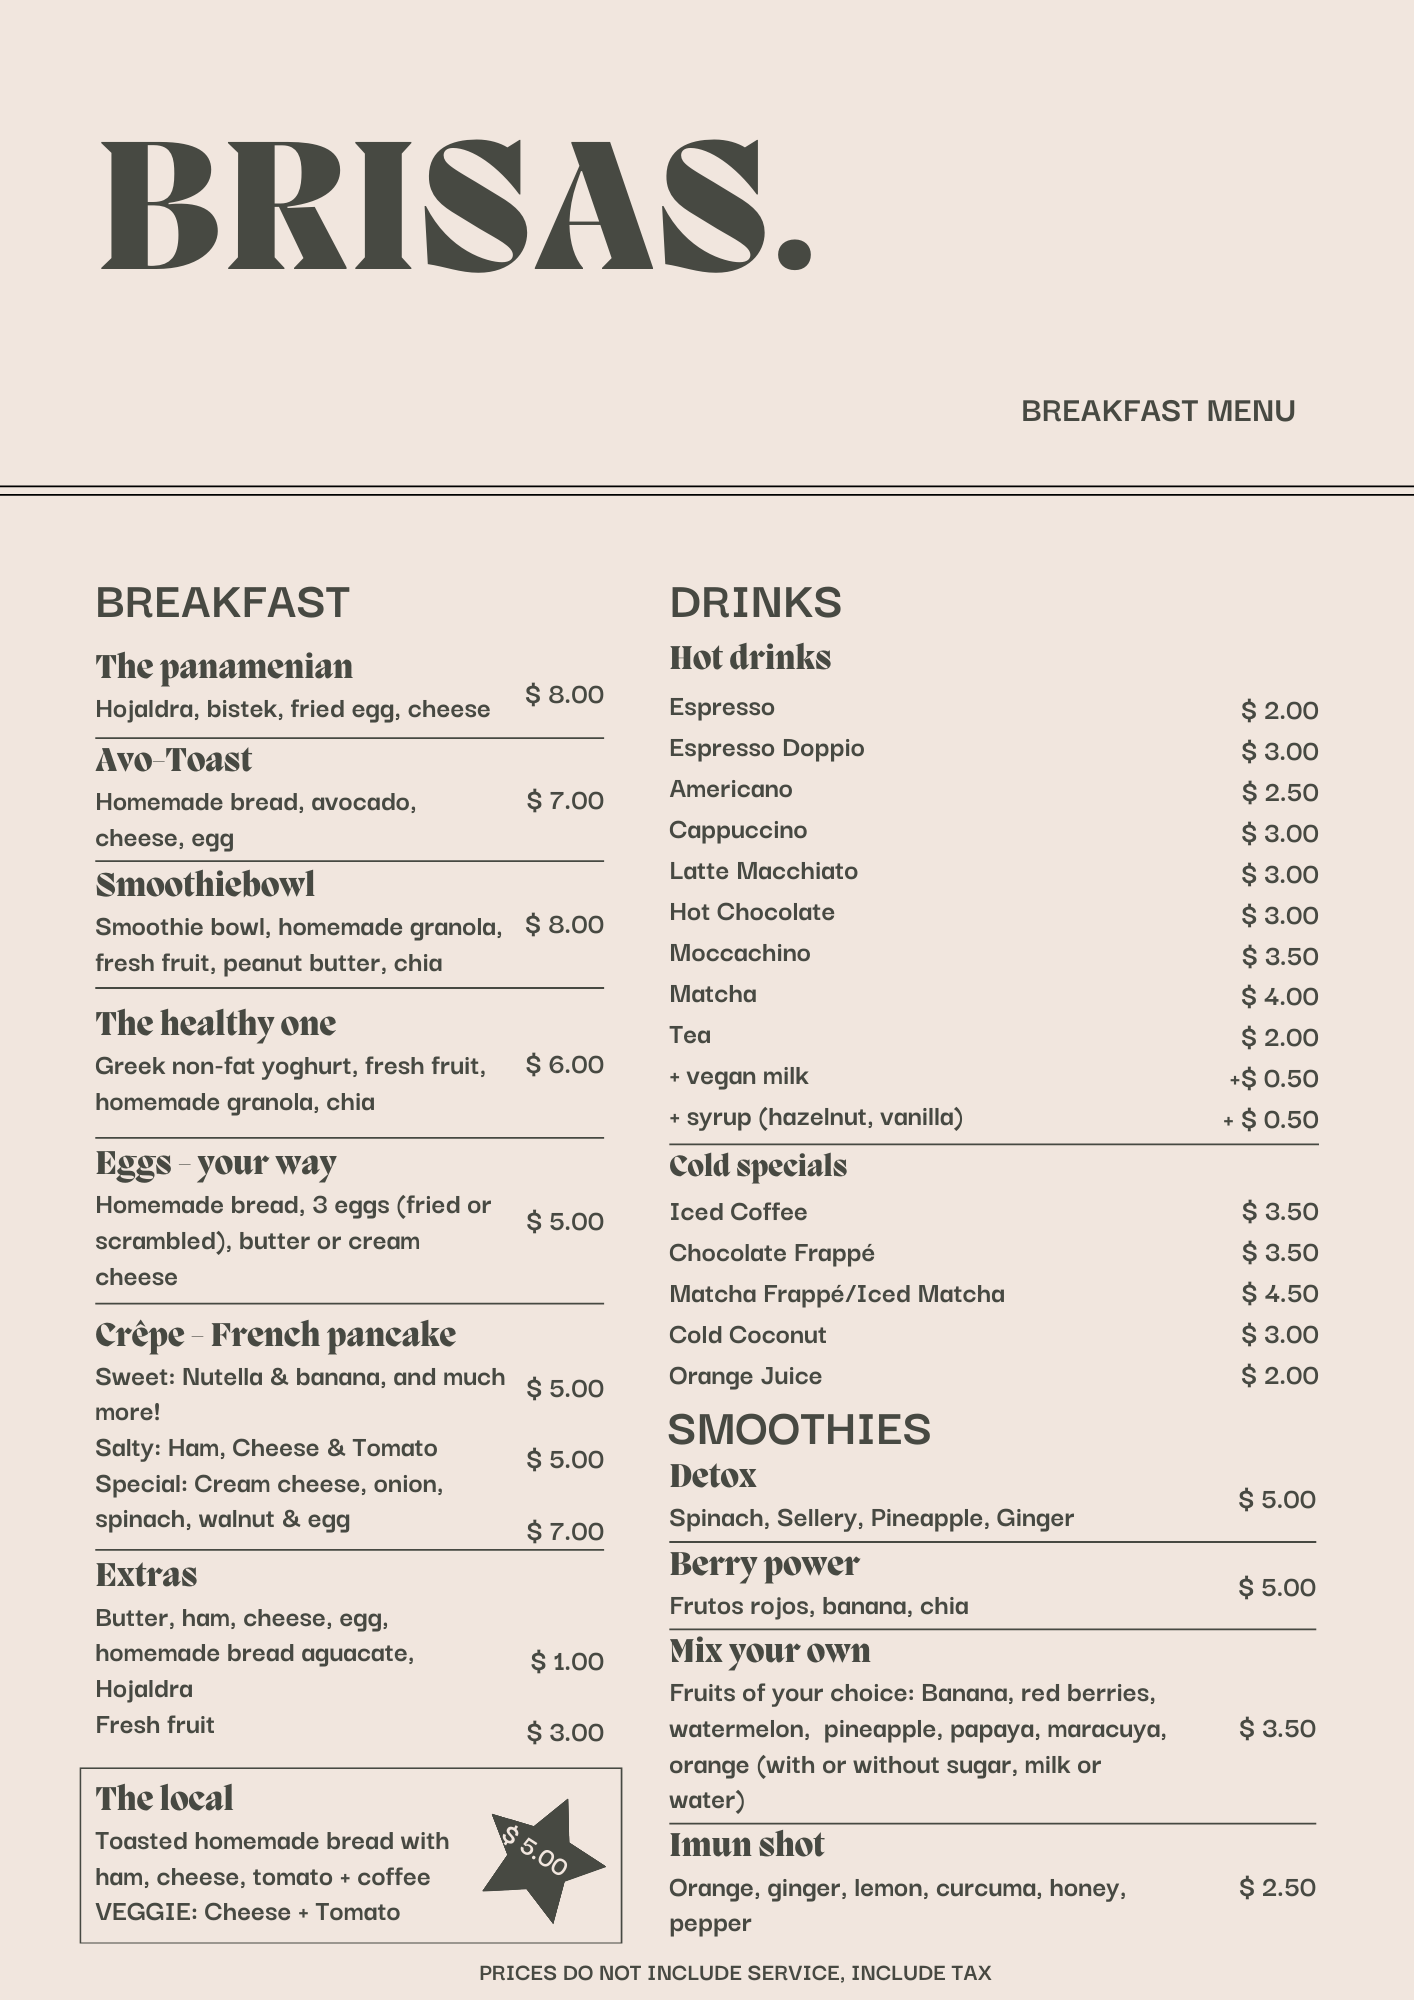 BRISAS.
BREAKFAST MENU
BREAKFAST
The panamenian
Hojaldra, bistek, fried egg, cheese $ 8.00
Avo-Toast
Homemade bread, avocado, $ 7.00
cheese, egg
Smoothiebowl
Smoothie bowl, homemade granola, $ 8.00
fresh fruit, peanut butter, chia
The healthy one
Greek non-fat yoghurt, fresh fruit, $ 6.00
homemade granola, chia
Eggs - your way
Homemade bread, 3 eggs (fried or $ 5.00
scrambled), butter or cream
cheese
Crêpe - French pancake
Sweet: Nutella & banana, and much $ 5.00
more!
Salty: Ham, Cheese & Tomato $ 5.00
Special: Cream cheese, onion,
spinach, walnut & egg $ 7.00
Extras
Butter, ham, cheese, egg,
homemade bread aguacate, $ 1.00
Hojaldra
Fresh fruit $ 3.00
The local
Toasted homemade bread with $ 5.00
ham, cheese, tomato + coffee
VEGGIE: Cheese + Tomato
DRINKS
Hot drinks
Espresso $ 2.00
Espresso Doppio $ 3.00
Americano $ 2.50
Cappuccino $ 3.00
Latte Macchiato $ 3.00
Hot Chocolate $ 3.00
Moccachino $ 3.50
Matcha $ 4.00
Tea $ 2.00
+ vegan milk +$ 0.50
+ syrup (hazelnut, vanilla) + $ 0.50
Cold specials
Iced Coffee $ 3.50
Chocolate Frappé $ 3.50
Matcha Frappé/Iced Matcha $ 4.50
Cold Coconut $ 3.00
Orange Juice $ 2.00
SMOOTHIES
Detox
Spinach, Sellery, Pineapple, Ginger $ 5.00
Berry power
Frutos rojos, banana, chia $ 5.00
Mix your own
Fruits of your choice: Banana, red berries,
watermelon, pineapple, papaya, maracuya, $ 3.50
orange (with or without sugar, milk or
water)
Imun shot
Orange, ginger, lemon, curcuma, honey, $ 2.50
pepper
PRICES DO NOT INCLUDE SERVICE, INCLUDE TAX